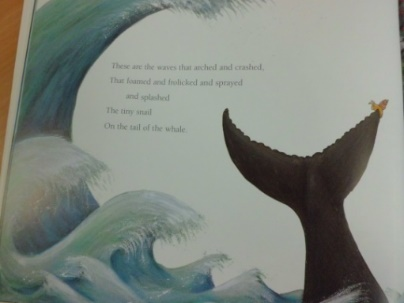 These are the waves that arched and crashed,
That foamed and frolicked and sprayed
and splashed
The tiny snail
On the tail of the whale.